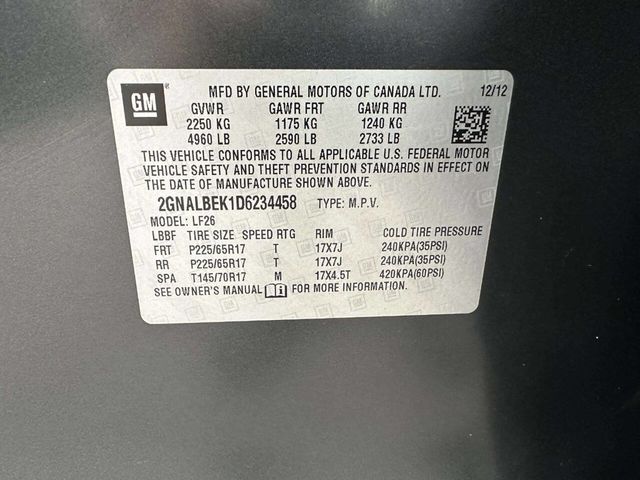 GM
MFD BY GENERAL MOTORS OF CANADA LTD. 12/12
GVWR GAWR FRT GAWR RR
2250 KG 1175 KG 1240 KG
4960 LB 2590 LB 2733 LB
THIS VEHICLE CONFORMS TO ALL APPLICABLE U.S. FEDERAL MOTOR
VEHICLE SAFETY AND THEFT PREVENTION STANDARDS IN EFFECT ON
THE DATE OF MANUFACTURE SHOWN ABOVE.
2GNALBEK1D6234458 TYPE: M.P.V.
MODEL: LF26
LBBF TIRE SIZE SPEED RTG RIM COLD TIRE PRESSURE
FRT P225/65R17 T 17X7J 240KPA(35PSI)
RR P225/65R17 T 17X7J 240KPA(35PSI)
SPA T145/70R17 M 17X4.5T 420KPA(60PSI)
SEE OWNER'S MANUAL FOR MORE INFORMATION